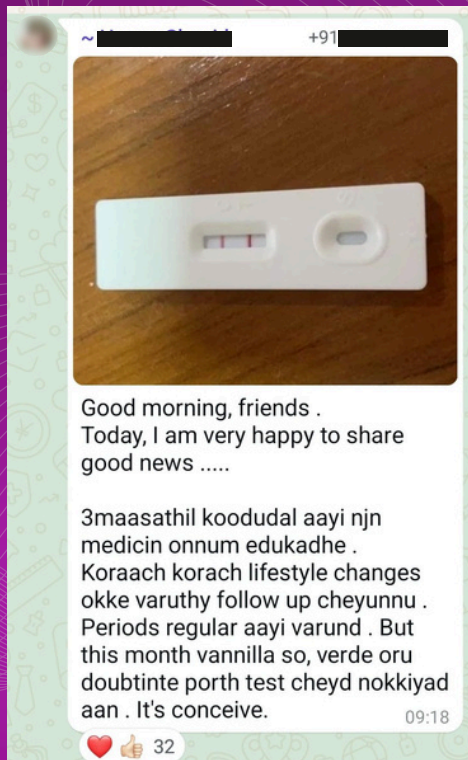 ~
+91
Good morning, friends .
Today, I am very happy to share
good news .....
3maasathil koodudal aayi njn
medicin onnum edukadhe .
Koraach korach lifestyle changes
okke varuthy follow up cheyunnu .
Periods regular aayi varund . But
this month vannilla so, verde oru
doubtinte porth test cheyd nokkiyad
aan . It's conceive.
09:18
❤️ 👍🏻 32